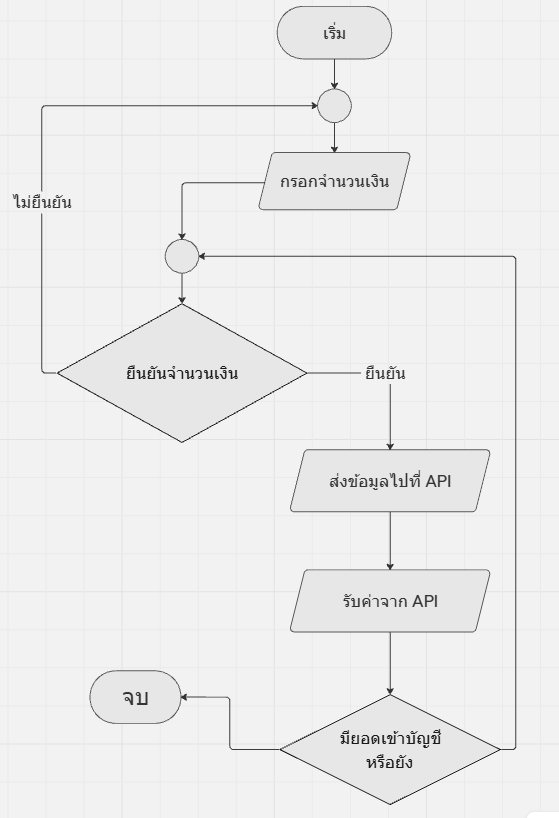 เริ่ม
กรอกจำนวนเงิน
ไม่ยืนยัน
ยืนยันจำนวนเงิน
ยืนยัน
ส่งข้อมูลไปที่ API
รับค่าจาก API
จบ
มียอดเข้าบัญชี
หรือยัง